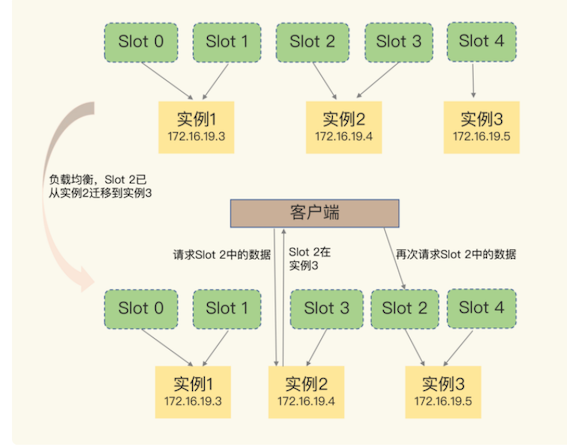 Slot 0
Slot 1
Slot 2
Slot 3
Slot 4
实例1
172.16.19.3
实例2
172.16.19.4
实例3
172.16.19.5
负载均衡，Slot 2已
从实例2迁移到实例3
客户端
请求Slot 2中的数据
Slot 2在
实例3
再次请求Slot 2中的数据
Slot 0
Slot 1
Slot 3
Slot 2
Slot 4
实例1
172.16.19.3
实例2
172.16.19.4
实例3
172.16.19.5